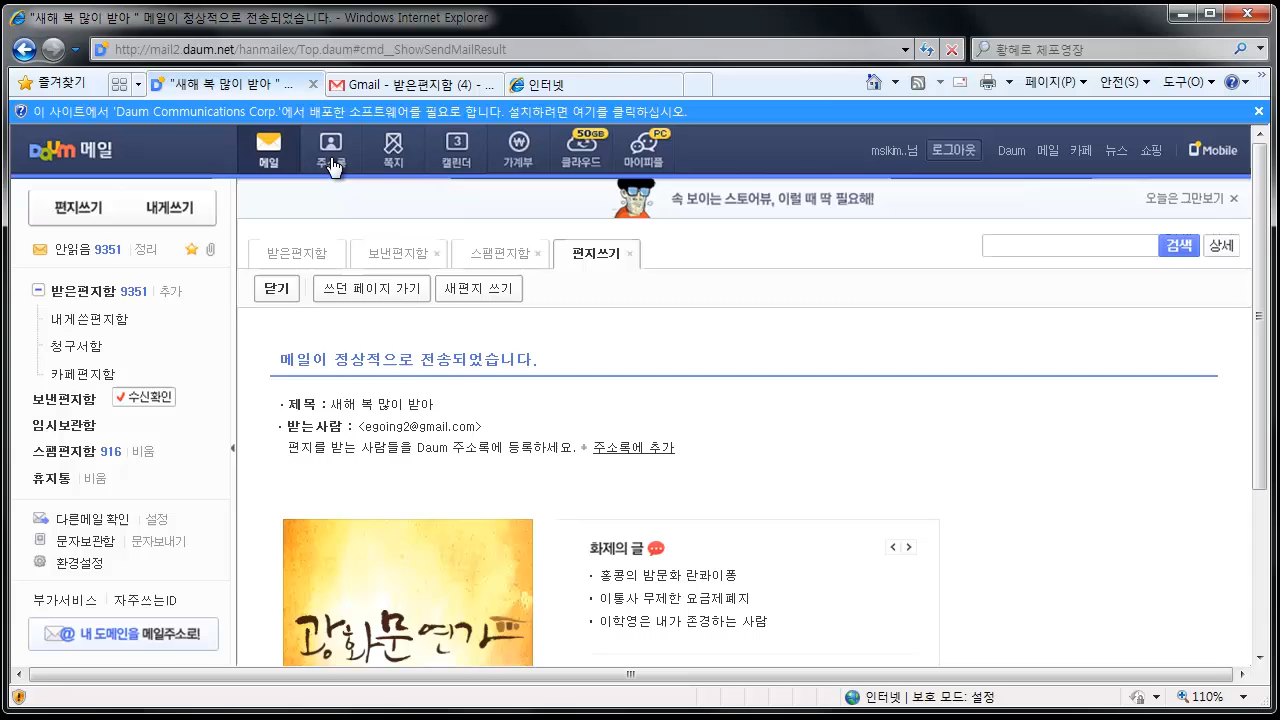 "새해 복 많이 받아 " 메일이 정상적으로 전송되었습니다. - Windows Internet Explorer
http://mail2.daum.net/hanmailex/Top.daum#cmd__ShowSendMailResult
황헤로 제포영장
즐겨찾기
"새해 복 많이 받아 "
Gmail - 받은편지함 (4) - ...
인터넷
페이지(P)
안전(S)
도구(O)
이 사이트에서 'Daum Communications Corp.'에서 배포한 소프트웨어를 필요로 합니다. 설치하려면 여기를 클릭하십시오.
Daum 메일
메일
쪽지
3
캘린더
가계부
50GB
클라우드
PC
마이피플
mslkim..님
로그아웃
Daum 메일 카페 뉴스 쇼핑
Mobile
편지쓰기 내게쓰기
속 보이는 스토어뷰, 이럴 때 딱 필요해!
오늘은 그만보기 ×
안읽음 9351 정리
받은편지함 9351 추가
내게쓴편지함
청구서함
카페편지함
보낸편지함 수신확인
임시보관함
스팸편지함 916 비움
휴지통 비움
다른메일 확인 설정
문자보관함 문자보내기
환경설정
부가서비스 자주쓰는ID
@ 내 도메인을 메일주소로!
받은편지함
보낸편지함 ×
스팸편지함 ×
편지쓰기 ×
검색
상세
닫기
쓰던 페이지 가기
새편지 쓰기
메일이 정상적으로 전송되었습니다.
· 제목 : 새해 복 많이 받아
· 받는사람 : <egoing2@gmail.com>
편지를 받는 사람들을 Daum 주소록에 등록하세요. + 주소록에 추가
광화문연가
화제의 글
· 홍콩의 밤문화 란콰이퐁
· 이통사 무제한 요금제폐지
· 이학영은 내가 존경하는 사람
인터넷 | 보호 모드: 설정
110%